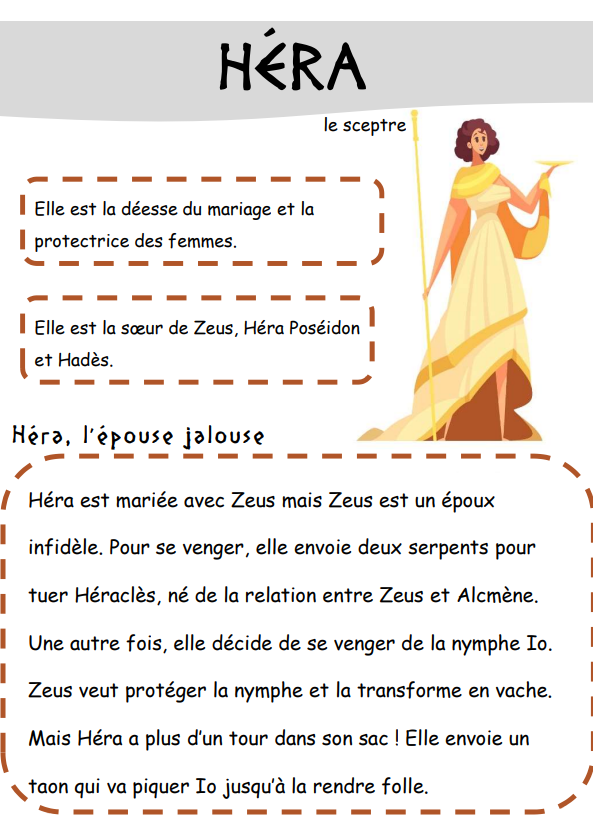 HÉRA
le sceptre
Elle est la déesse du mariage et la
protectrice des femmes.
Elle est la sœur de Zeus, Héra Poséidon
et Hadès.
Héra, l'épouse jalouse
Héra est mariée avec Zeus mais Zeus est un époux
infidèle. Pour se venger, elle envoie deux serpents pour
tuer Héraclès, né de la relation entre Zeus et Alcmène.
Une autre fois, elle décide de se venger de la nymphe Io.
Zeus veut protéger la nymphe et la transforme en vache.
Mais Héra a plus d'un tour dans son sac ! Elle envoie un
taon qui va piquer Io jusqu'à la rendre folle.